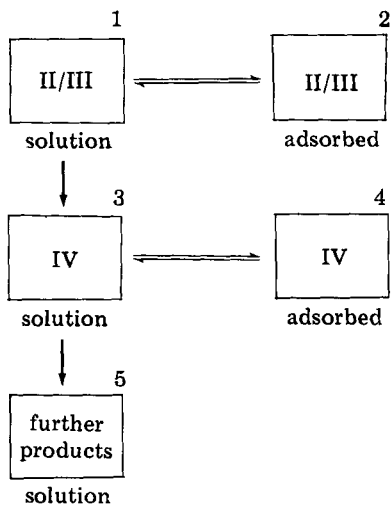 1
2
II/III
II/III
solution
adsorbed
3
4
IV
IV
solution
adsorbed
5
further
products
solution